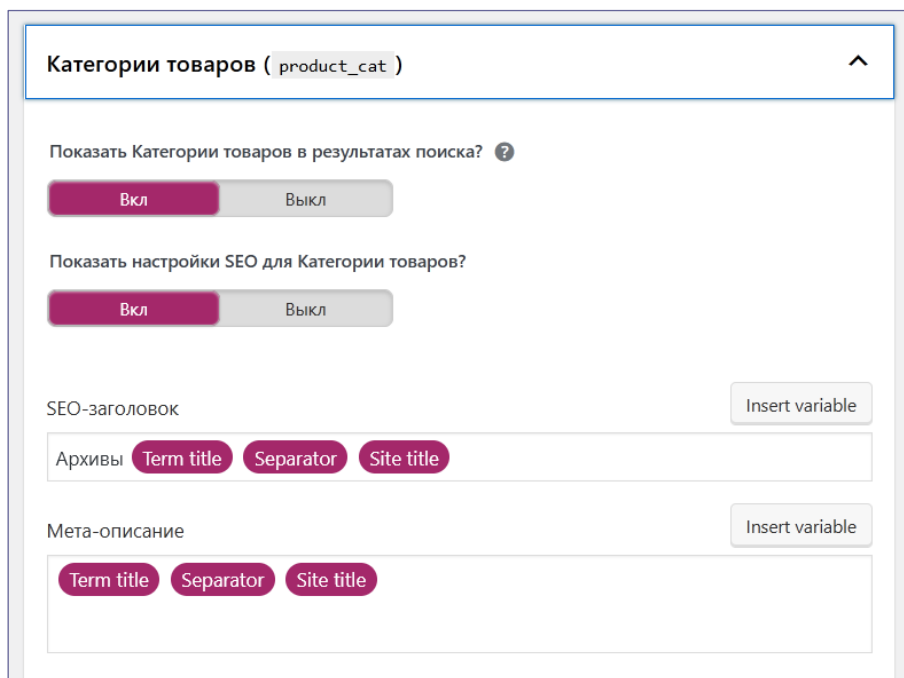 Категории товаров ( product_cat )
Показать Категории товаров в результатах поиска? ?
Вкл Выкл
Показать настройки SEO для Категории товаров?
Вкл Выкл
SEO-заголовок Insert variable
Архивы Term title Separator Site title
Мета-описание Insert variable
Term title Separator Site title